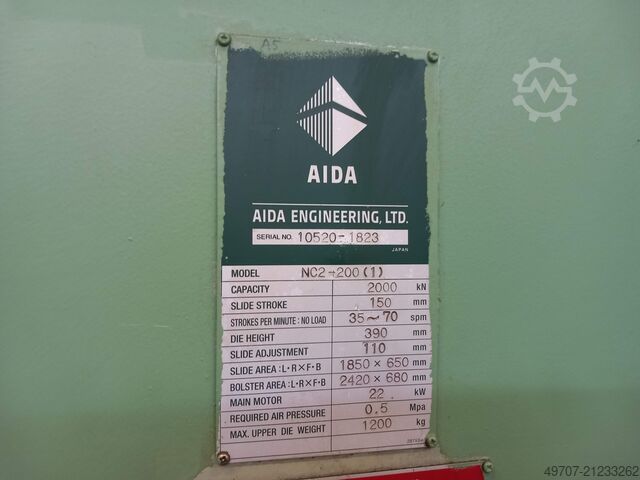 A5
AIDA
AIDA ENGINEERING, LTD.
SERIAL NO. 10520-1823
JAPAN
MODEL NC2-200(1)
CAPACITY 2000 kN
SLIDE STROKE 150 mm
STROKES PER MINUTE : NO LOAD 35~70 spm
DIE HEIGHT 390 mm
SLIDE ADJUSTMENT 110 mm
SLIDE AREA : L・R×F・B 1850 × 650 mm
BOLSTER AREA : L・R×F・B 2420 × 680 mm
MAIN MOTOR 22 kW
REQUIRED AIR PRESSURE 0.5 Mpa
MAX. UPPER DIE WEIGHT 1200 kg
49707-21233262